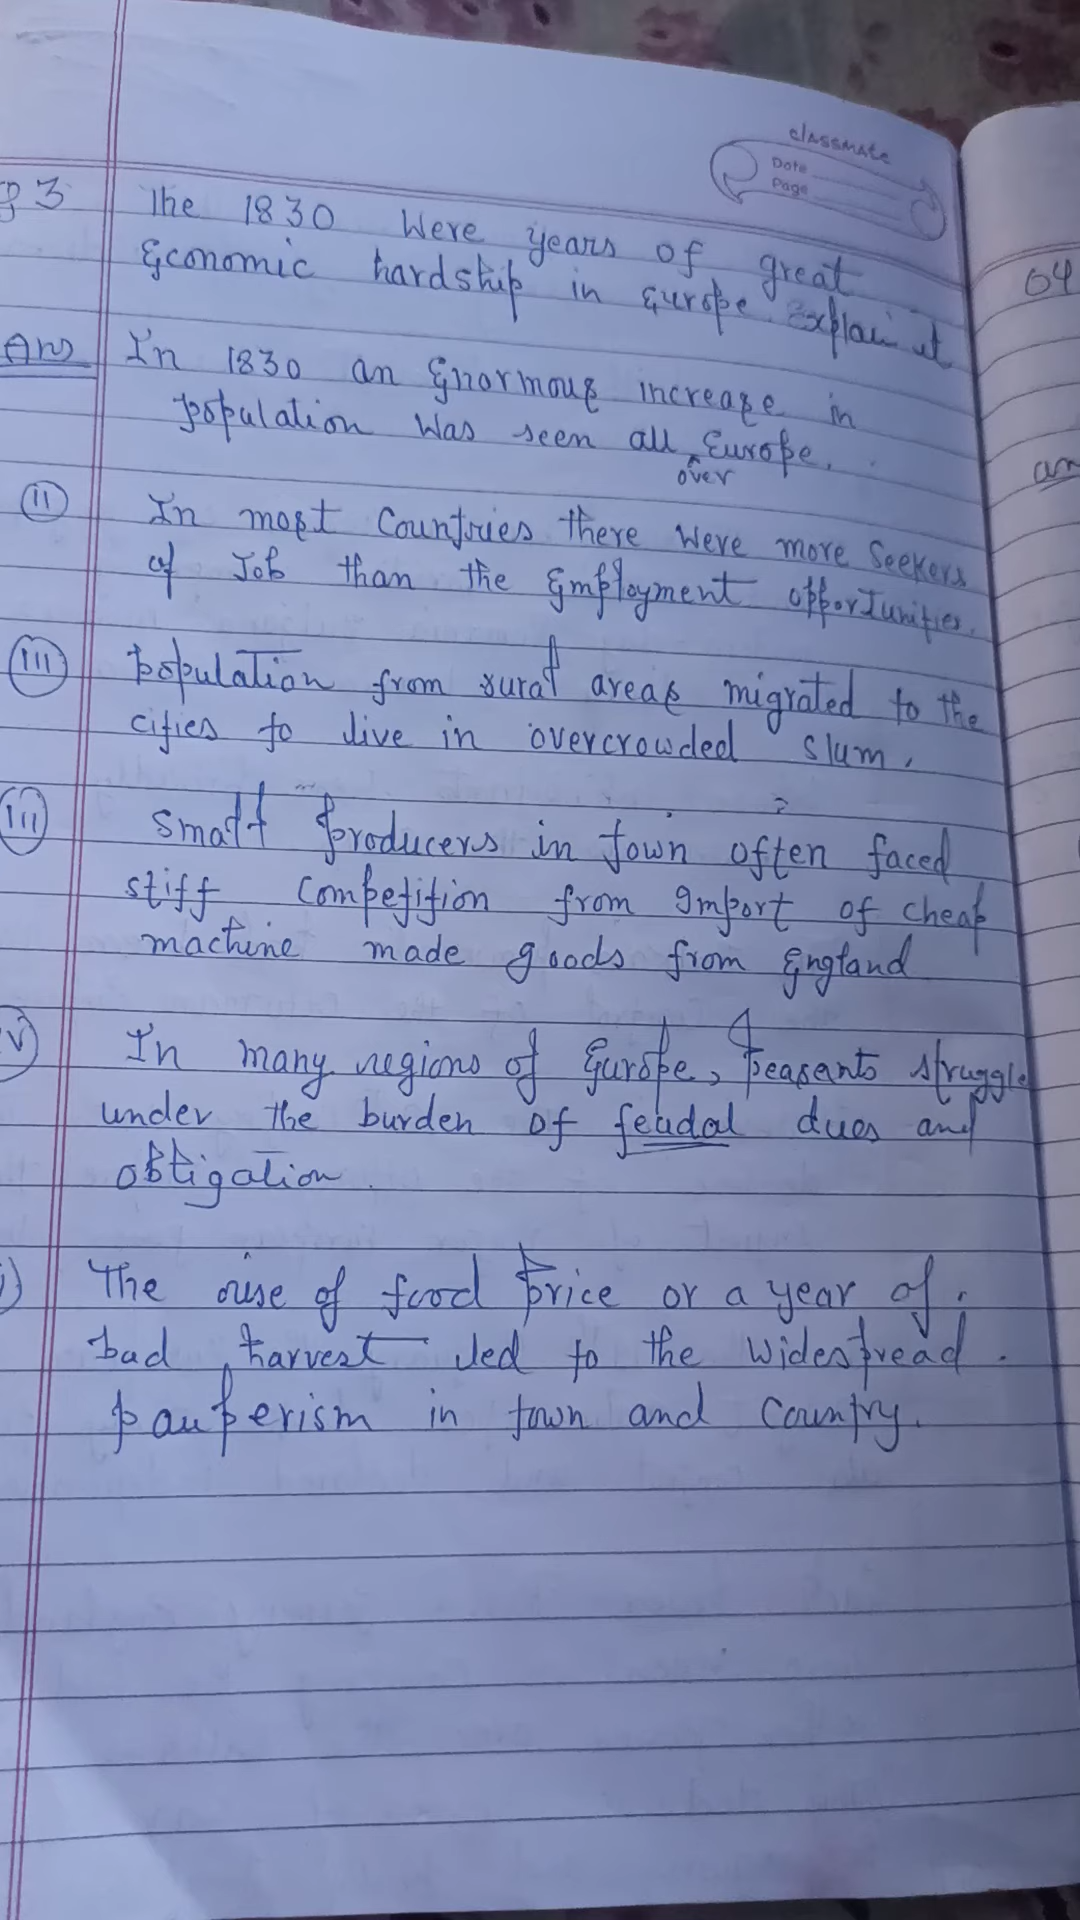 classmate
Date
Page
3 The 1830 Were years of great
Economic hardship in Europe. Explain it
Ans In 1830 an Enormous increase in
population was seen all Europe.
over
(ii) In most Countries there were more Seekers
of Job than the Employment opportunities.
(iii) population from rural areas migrated to the
cities to live in overcrowded slum.
(iii) Small producers in town often faced
stiff competition from Import of cheap
machine made goods from England
v) In many regions of Europe, peasants struggle
under the burden of feudal dues and
obligation.
) The rise of food price or a year of
bad harvest led to the widespread.
pauperism in town and country.
04
an